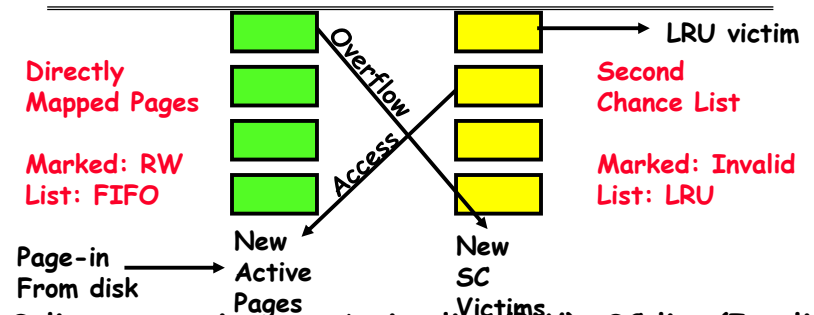 LRU victim
Directly
Mapped Pages
Marked: RW
List: FIFO
Overflow
Access
Second
Chance List
Marked: Invalid
List: LRU
Page-in
From disk
New
Active
Pages
New
SC
Victims